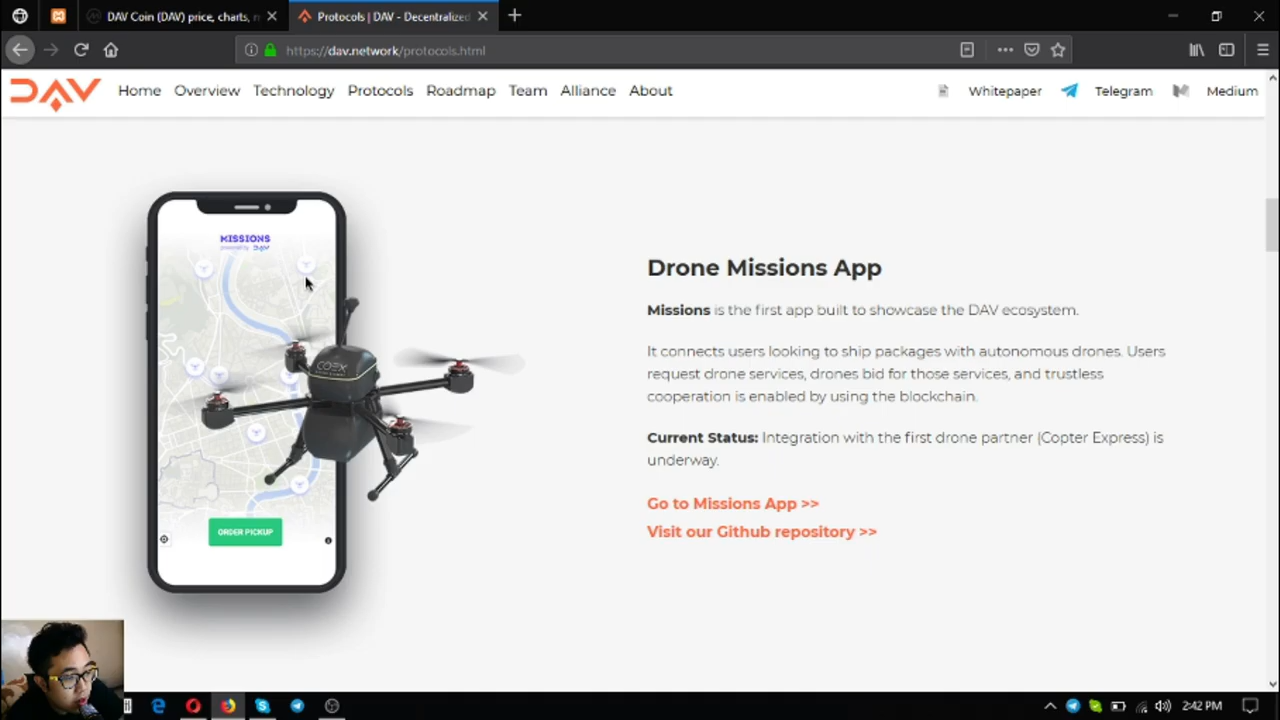 DAV Coin (DAV) price, charts, m
Protocols | DAV - Decentralized
https://dav.network/protocols.html
DAV
Home Overview Technology Protocols Roadmap Team Alliance About
Whitepaper Telegram Medium
MISSIONS
powered by DAV
COEX
ORDER PICKUP
Drone Missions App
Missions is the first app built to showcase the DAV ecosystem.
It connects users looking to ship packages with autonomous drones. Users
request drone services, drones bid for those services, and trustless
cooperation is enabled by using the blockchain.
Current Status: Integration with the first drone partner (Copter Express) is
underway.
Go to Missions App >>
Visit our Github repository >>
2:42 PM